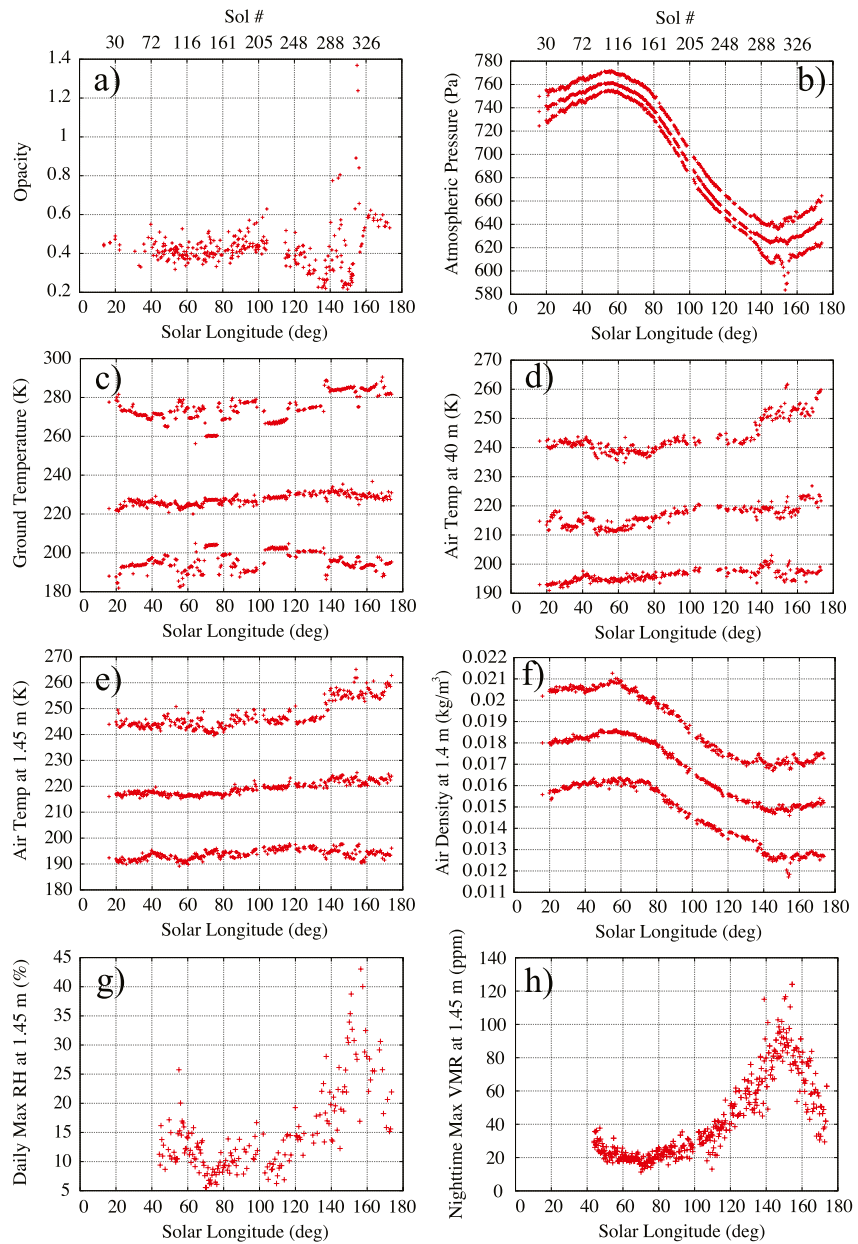 Sol #
30 72 116 161 205 248 288 326
a)
Opacity
1.4
1.2
1
0.8
0.6
0.4
0.2
0 20 40 60 80 100 120 140 160 180
Solar Longitude (deg)
Sol #
30 72 116 161 205 248 288 326
b)
Atmospheric Pressure (Pa)
780
760
740
720
700
680
660
640
620
600
580
0 20 40 60 80 100 120 140 160 180
Solar Longitude (deg)
c)
Ground Temperature (K)
300
280
260
240
220
200
180
0 20 40 60 80 100 120 140 160 180
Solar Longitude (deg)
d)
Air Temp at 40 m (K)
270
260
250
240
230
220
210
200
190
0 20 40 60 80 100 120 140 160 180
Solar Longitude (deg)
e)
Air Temp at 1.45 m (K)
270
260
250
240
230
220
210
200
190
180
0 20 40 60 80 100 120 140 160 180
Solar Longitude (deg)
f)
Air Density at 1.4 m (kg/m³)
0.022
0.021
0.02
0.019
0.018
0.017
0.016
0.015
0.014
0.013
0.012
0.011
0 20 40 60 80 100 120 140 160 180
Solar Longitude (deg)
g)
Daily Max RH at 1.45 m (%)
45
40
35
30
25
20
15
10
5
0 20 40 60 80 100 120 140 160 180
Solar Longitude (deg)
h)
Nighttime Max VMR at 1.45 m (ppm)
140
120
100
80
60
40
20
0
0 20 40 60 80 100 120 140 160 180
Solar Longitude (deg)